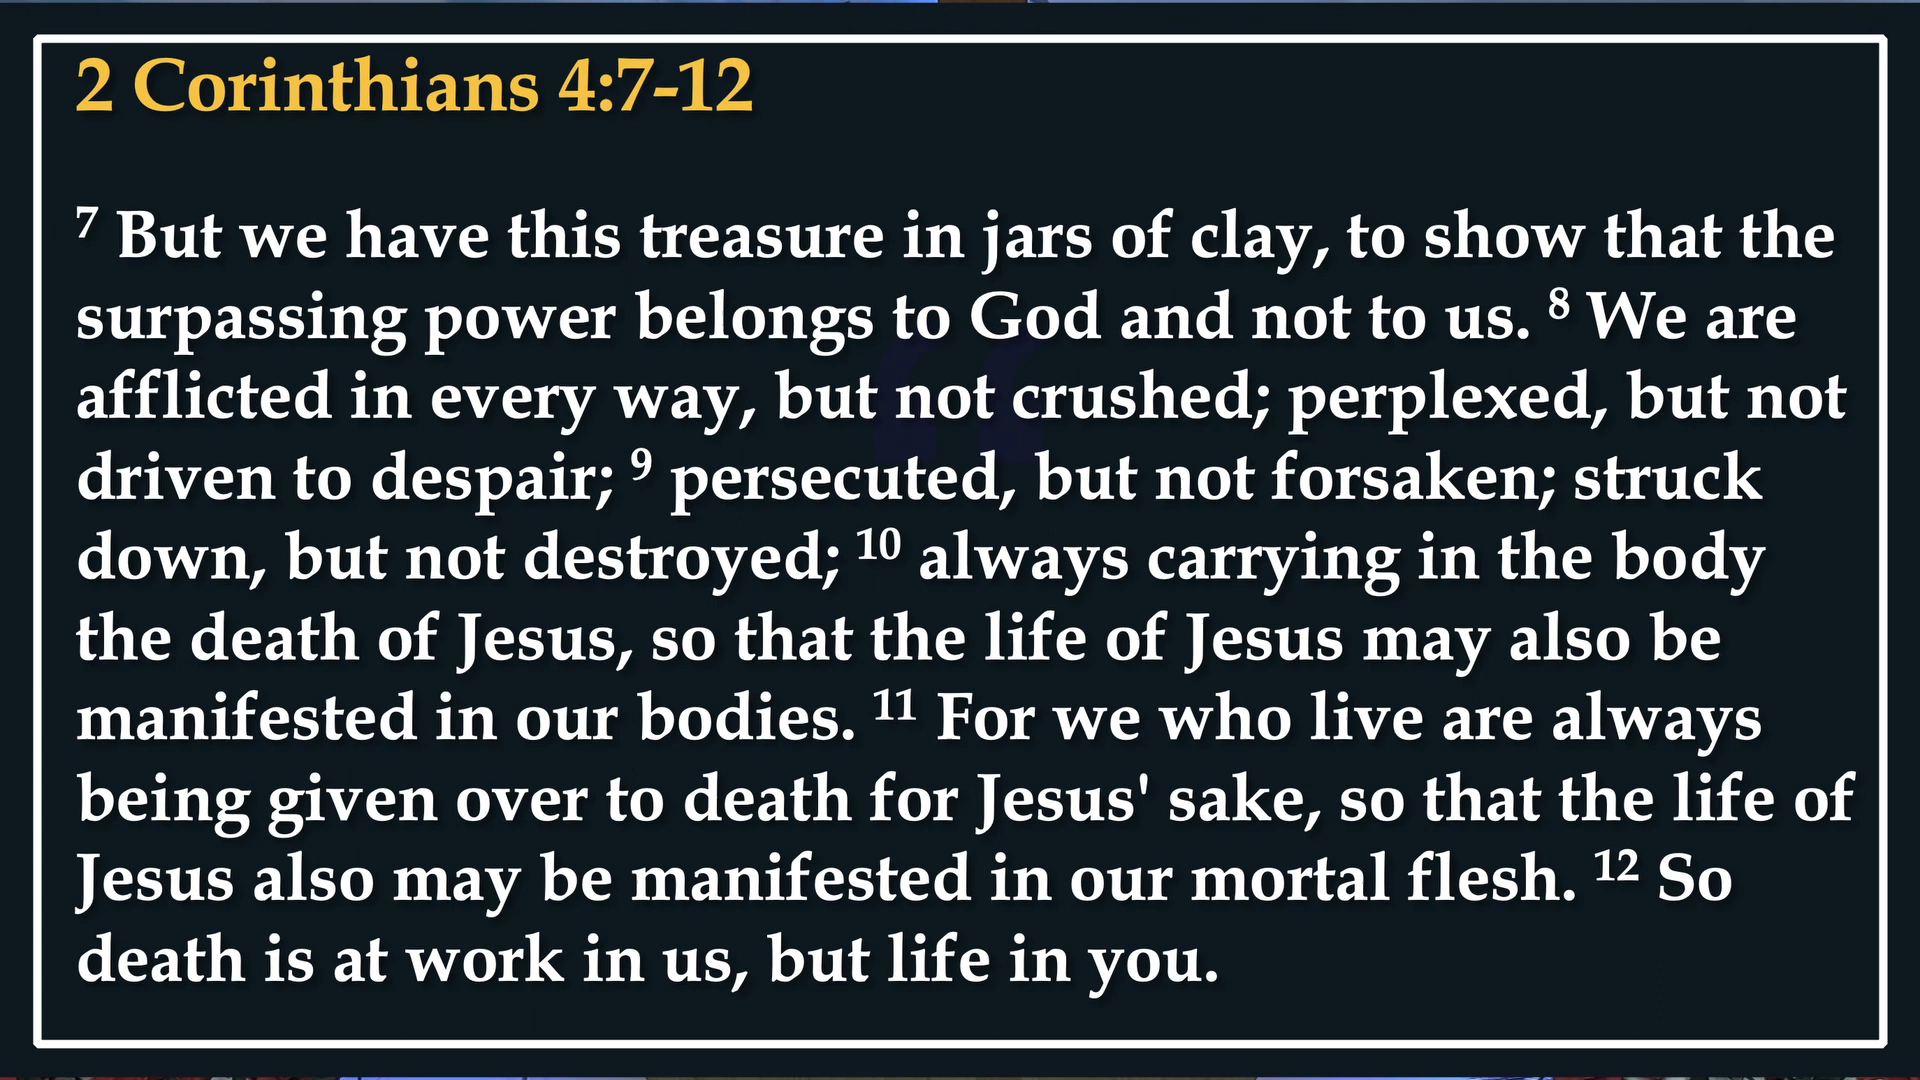 2 Corinthians 4:7-12
7 But we have this treasure in jars of clay, to show that the
surpassing power belongs to God and not to us. 8 We are
afflicted in every way, but not crushed; perplexed, but not
driven to despair; 9 persecuted, but not forsaken; struck
down, but not destroyed; 10 always carrying in the body
the death of Jesus, so that the life of Jesus may also be
manifested in our bodies. 11 For we who live are always
being given over to death for Jesus' sake, so that the life of
Jesus also may be manifested in our mortal flesh. 12 So
death is at work in us, but life in you.